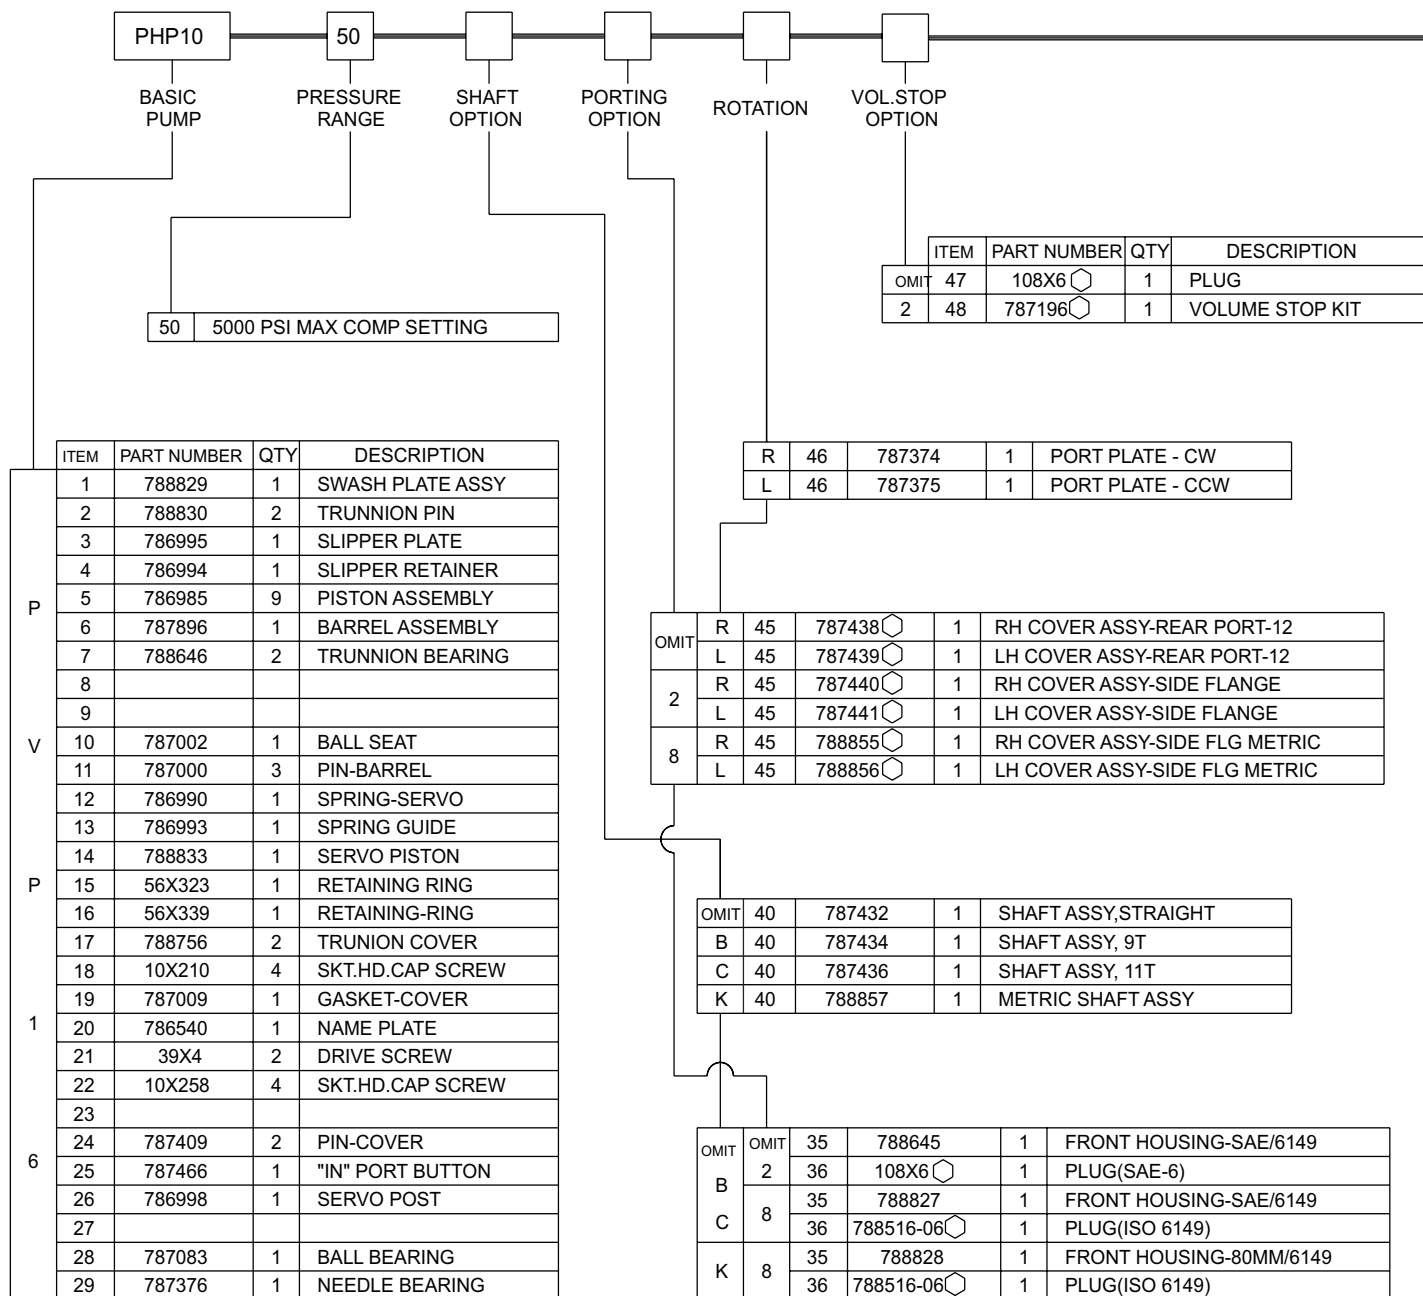 PHP10 50
BASIC PUMP
PRESSURE RANGE
SHAFT OPTION
PORTING OPTION
ROTATION
VOL.STOP OPTION
ITEM PART NUMBER QTY DESCRIPTION
OMIT 47 108X6 1 PLUG
2 48 787196 1 VOLUME STOP KIT
50 5000 PSI MAX COMP SETTING
ITEM PART NUMBER QTY DESCRIPTION
1 788829 1 SWASH PLATE ASSY
2 788830 2 TRUNNION PIN
3 786995 1 SLIPPER PLATE
4 786994 1 SLIPPER RETAINER
5 786985 9 PISTON ASSEMBLY
6 787896 1 BARREL ASSEMBLY
7 788646 2 TRUNNION BEARING
8
9
10 787002 1 BALL SEAT
11 787000 3 PIN-BARREL
12 786990 1 SPRING-SERVO
13 786993 1 SPRING GUIDE
14 788833 1 SERVO PISTON
15 56X323 1 RETAINING RING
16 56X339 1 RETAINING-RING
17 788756 2 TRUNION COVER
18 10X210 4 SKT.HD.CAP SCREW
19 787009 1 GASKET-COVER
20 786540 1 NAME PLATE
21 39X4 2 DRIVE SCREW
22 10X258 4 SKT.HD.CAP SCREW
23
24 787409 2 PIN-COVER
25 787466 1 "IN" PORT BUTTON
26 786998 1 SERVO POST
27
28 787083 1 BALL BEARING
29 787376 1 NEEDLE BEARING
P
V
P
1
6
R 46 787374 1 PORT PLATE - CW
L 46 787375 1 PORT PLATE - CCW
OMIT R 45 787438 1 RH COVER ASSY-REAR PORT-12
L 45 787439 1 LH COVER ASSY-REAR PORT-12
2 R 45 787440 1 RH COVER ASSY-SIDE FLANGE
L 45 787441 1 LH COVER ASSY-SIDE FLANGE
8 R 45 788855 1 RH COVER ASSY-SIDE FLG METRIC
L 45 788856 1 LH COVER ASSY-SIDE FLG METRIC
OMIT 40 787432 1 SHAFT ASSY,STRAIGHT
B 40 787434 1 SHAFT ASSY, 9T
C 40 787436 1 SHAFT ASSY, 11T
K 40 788857 1 METRIC SHAFT ASSY
OMIT OMIT 35 788645 1 FRONT HOUSING-SAE/6149
B 2 36 108X6 1 PLUG(SAE-6)
C 8 35 788827 1 FRONT HOUSING-SAE/6149
36 788516-06 1 PLUG(ISO 6149)
K 8 35 788828 1 FRONT HOUSING-80MM/6149
36 788516-06 1 PLUG(ISO 6149)